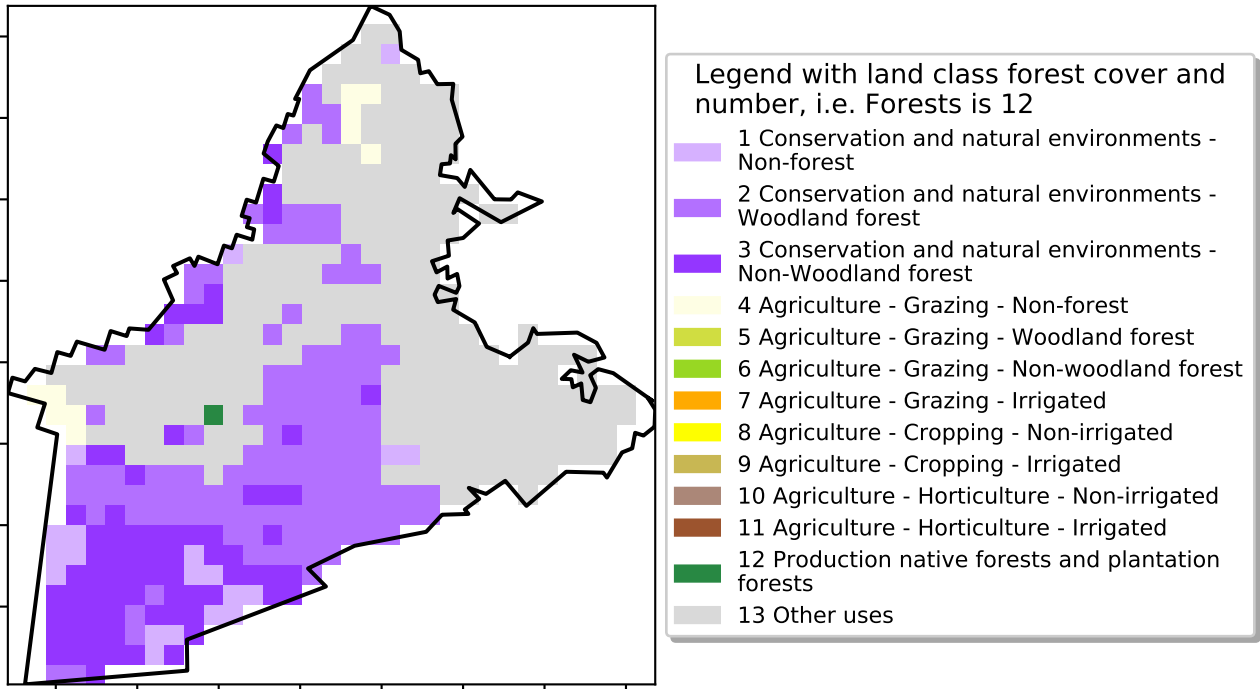 Legend with land class forest cover and
number, i.e. Forests is 12
1 Conservation and natural environments -
Non-forest
2 Conservation and natural environments -
Woodland forest
3 Conservation and natural environments -
Non-Woodland forest
4 Agriculture - Grazing - Non-forest
5 Agriculture - Grazing - Woodland forest
6 Agriculture - Grazing - Non-woodland forest
7 Agriculture - Grazing - Irrigated
8 Agriculture - Cropping - Non-irrigated
9 Agriculture - Cropping - Irrigated
10 Agriculture - Horticulture - Non-irrigated
11 Agriculture - Horticulture - Irrigated
12 Production native forests and plantation
forests
13 Other uses